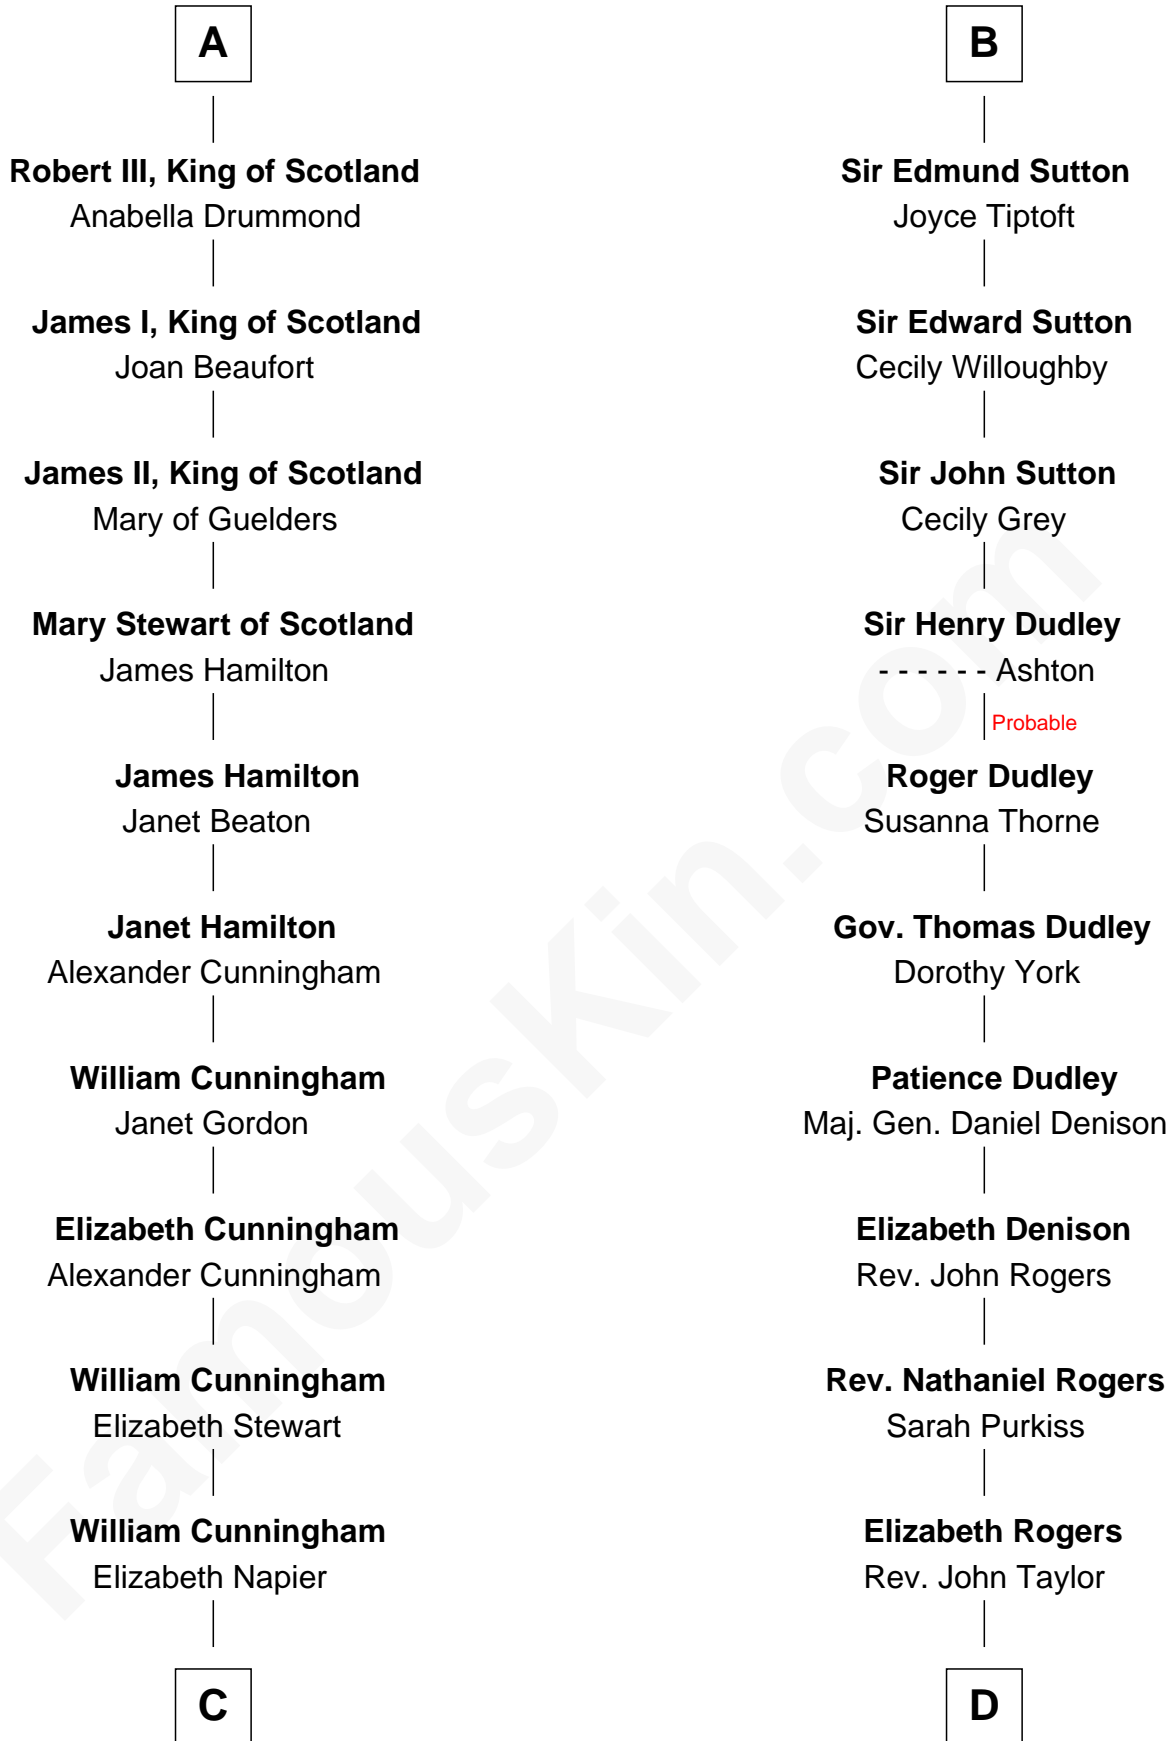 A
Robert III, King of Scotland
Anabella Drummond
James I, King of Scotland
Joan Beaufort
James II, King of Scotland
Mary of Guelders
Mary Stewart of Scotland
James Hamilton
James Hamilton
Janet Beaton
Janet Hamilton
Alexander Cunningham
William Cunningham
Janet Gordon
Elizabeth Cunningham
Alexander Cunningham
William Cunningham
Elizabeth Stewart
William Cunningham
Elizabeth Napier
C
B
Sir Edmund Sutton
Joyce Tiptoft
Sir Edward Sutton
Cecily Willoughby
Sir John Sutton
Cecily Grey
Sir Henry Dudley
- - - - - - Ashton
Probable
Roger Dudley
Susanna Thorne
Gov. Thomas Dudley
Dorothy York
Patience Dudley
Maj. Gen. Daniel Denison
Elizabeth Denison
Rev. John Rogers
Rev. Nathaniel Rogers
Sarah Purkiss
Elizabeth Rogers
Rev. John Taylor
D
FamousKin.com